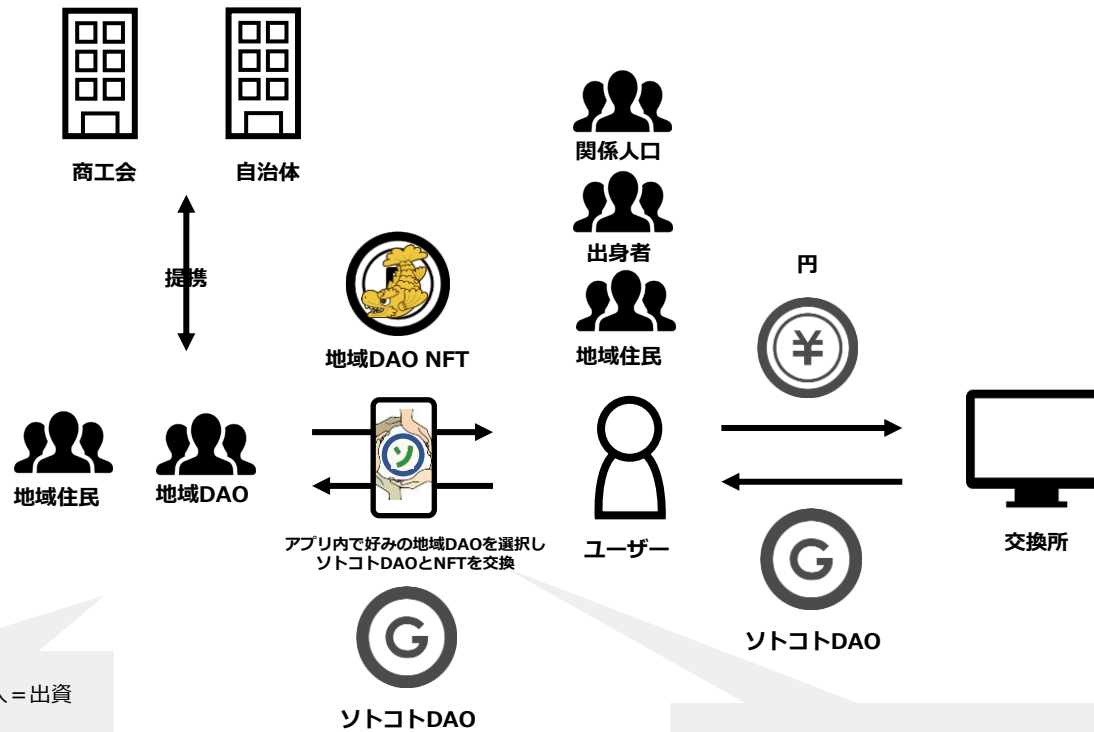 商工会
自治体
提携
関係人口
出身者
地域住民
円
¥
地域DAO NFT
地域住民
地域DAO
ソ
アプリ内で好みの地域DAOを選択し
ソトコトDAOとNFTを交換
ユーザー
交換所
G
ソトコトDAO
G
ソトコトDAO
＝出資